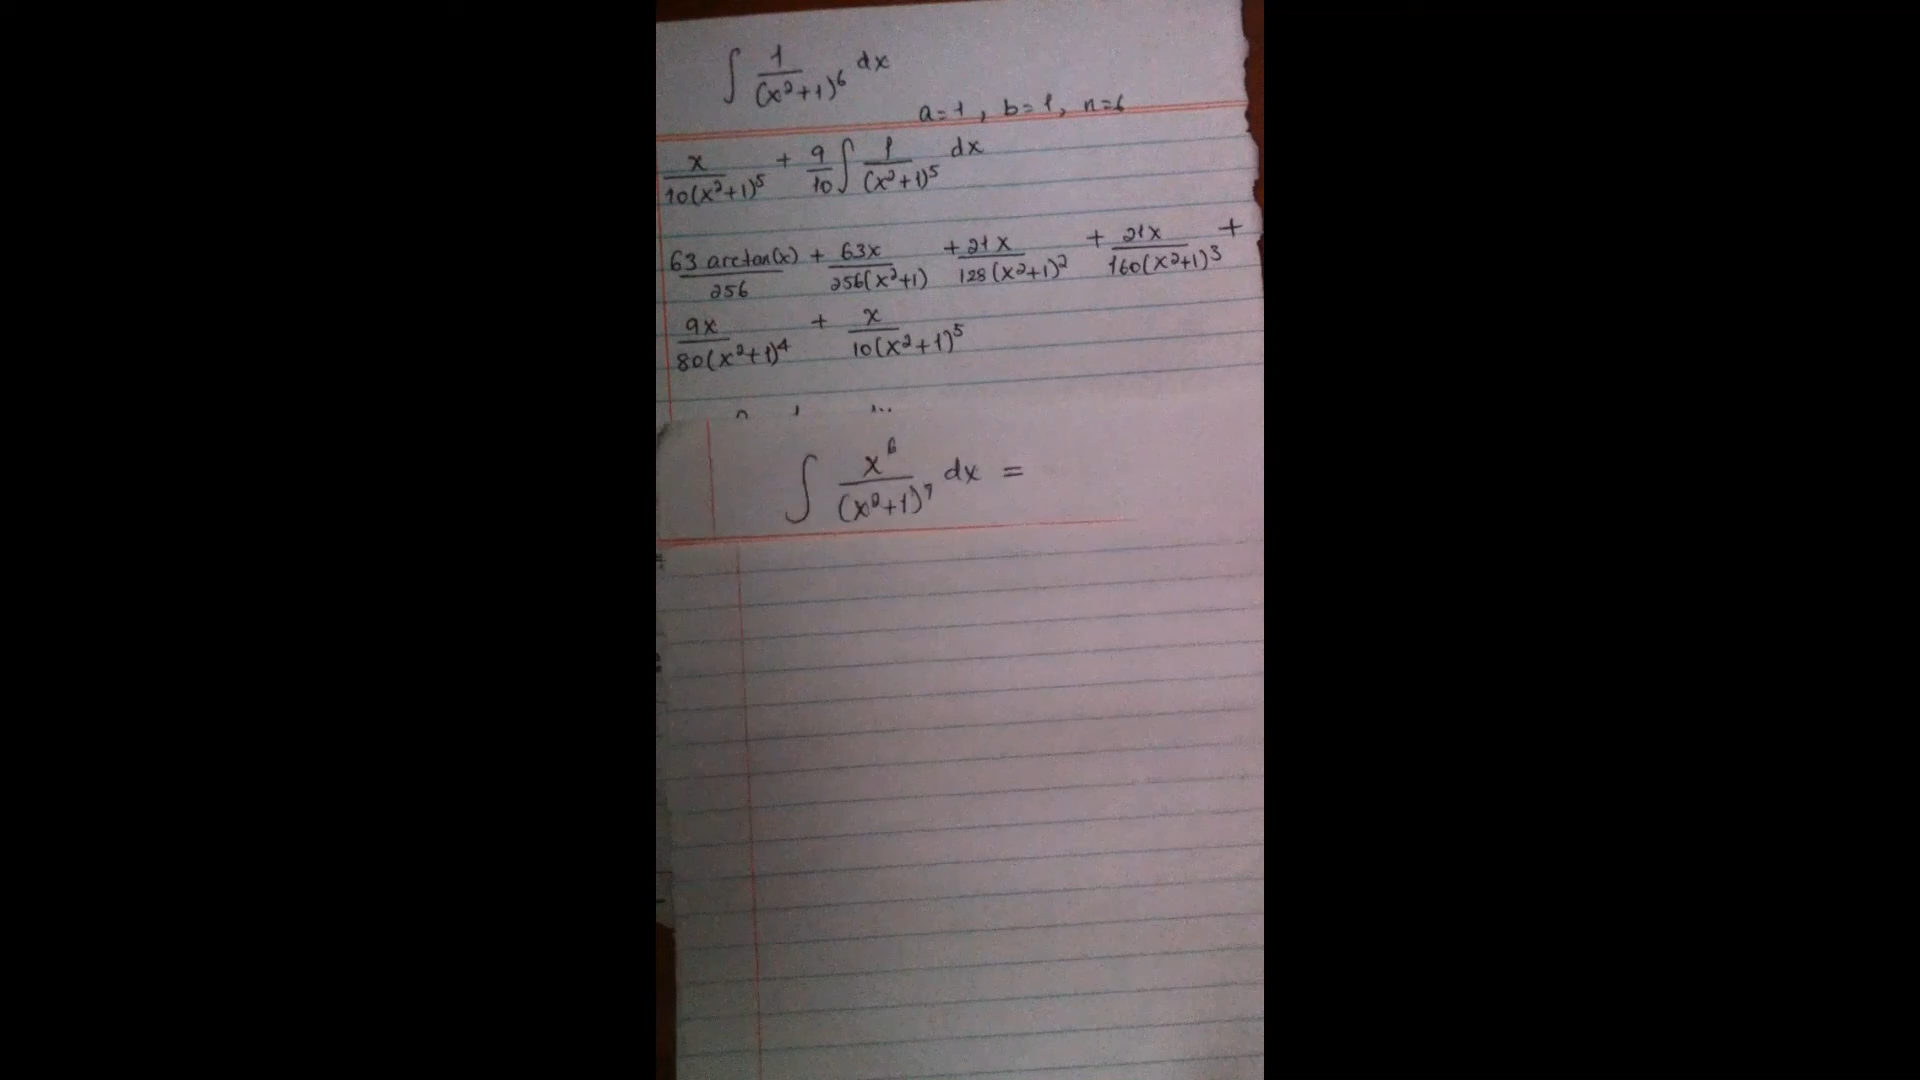 ∫ 1/(x²+1)⁶ dx
a=1, b=1, n=6
x/10(x²+1)⁵ + 9/10 ∫ 1/(x²+1)⁵ dx
63 arctan(x)/256 + 63x/256(x²+1) + 21x/128(x²+1)² + 21x/160(x²+1)³ +
9x/80(x²+1)⁴ + x/10(x²+1)⁵
∫ x⁶/(x²+1)⁷ dx =